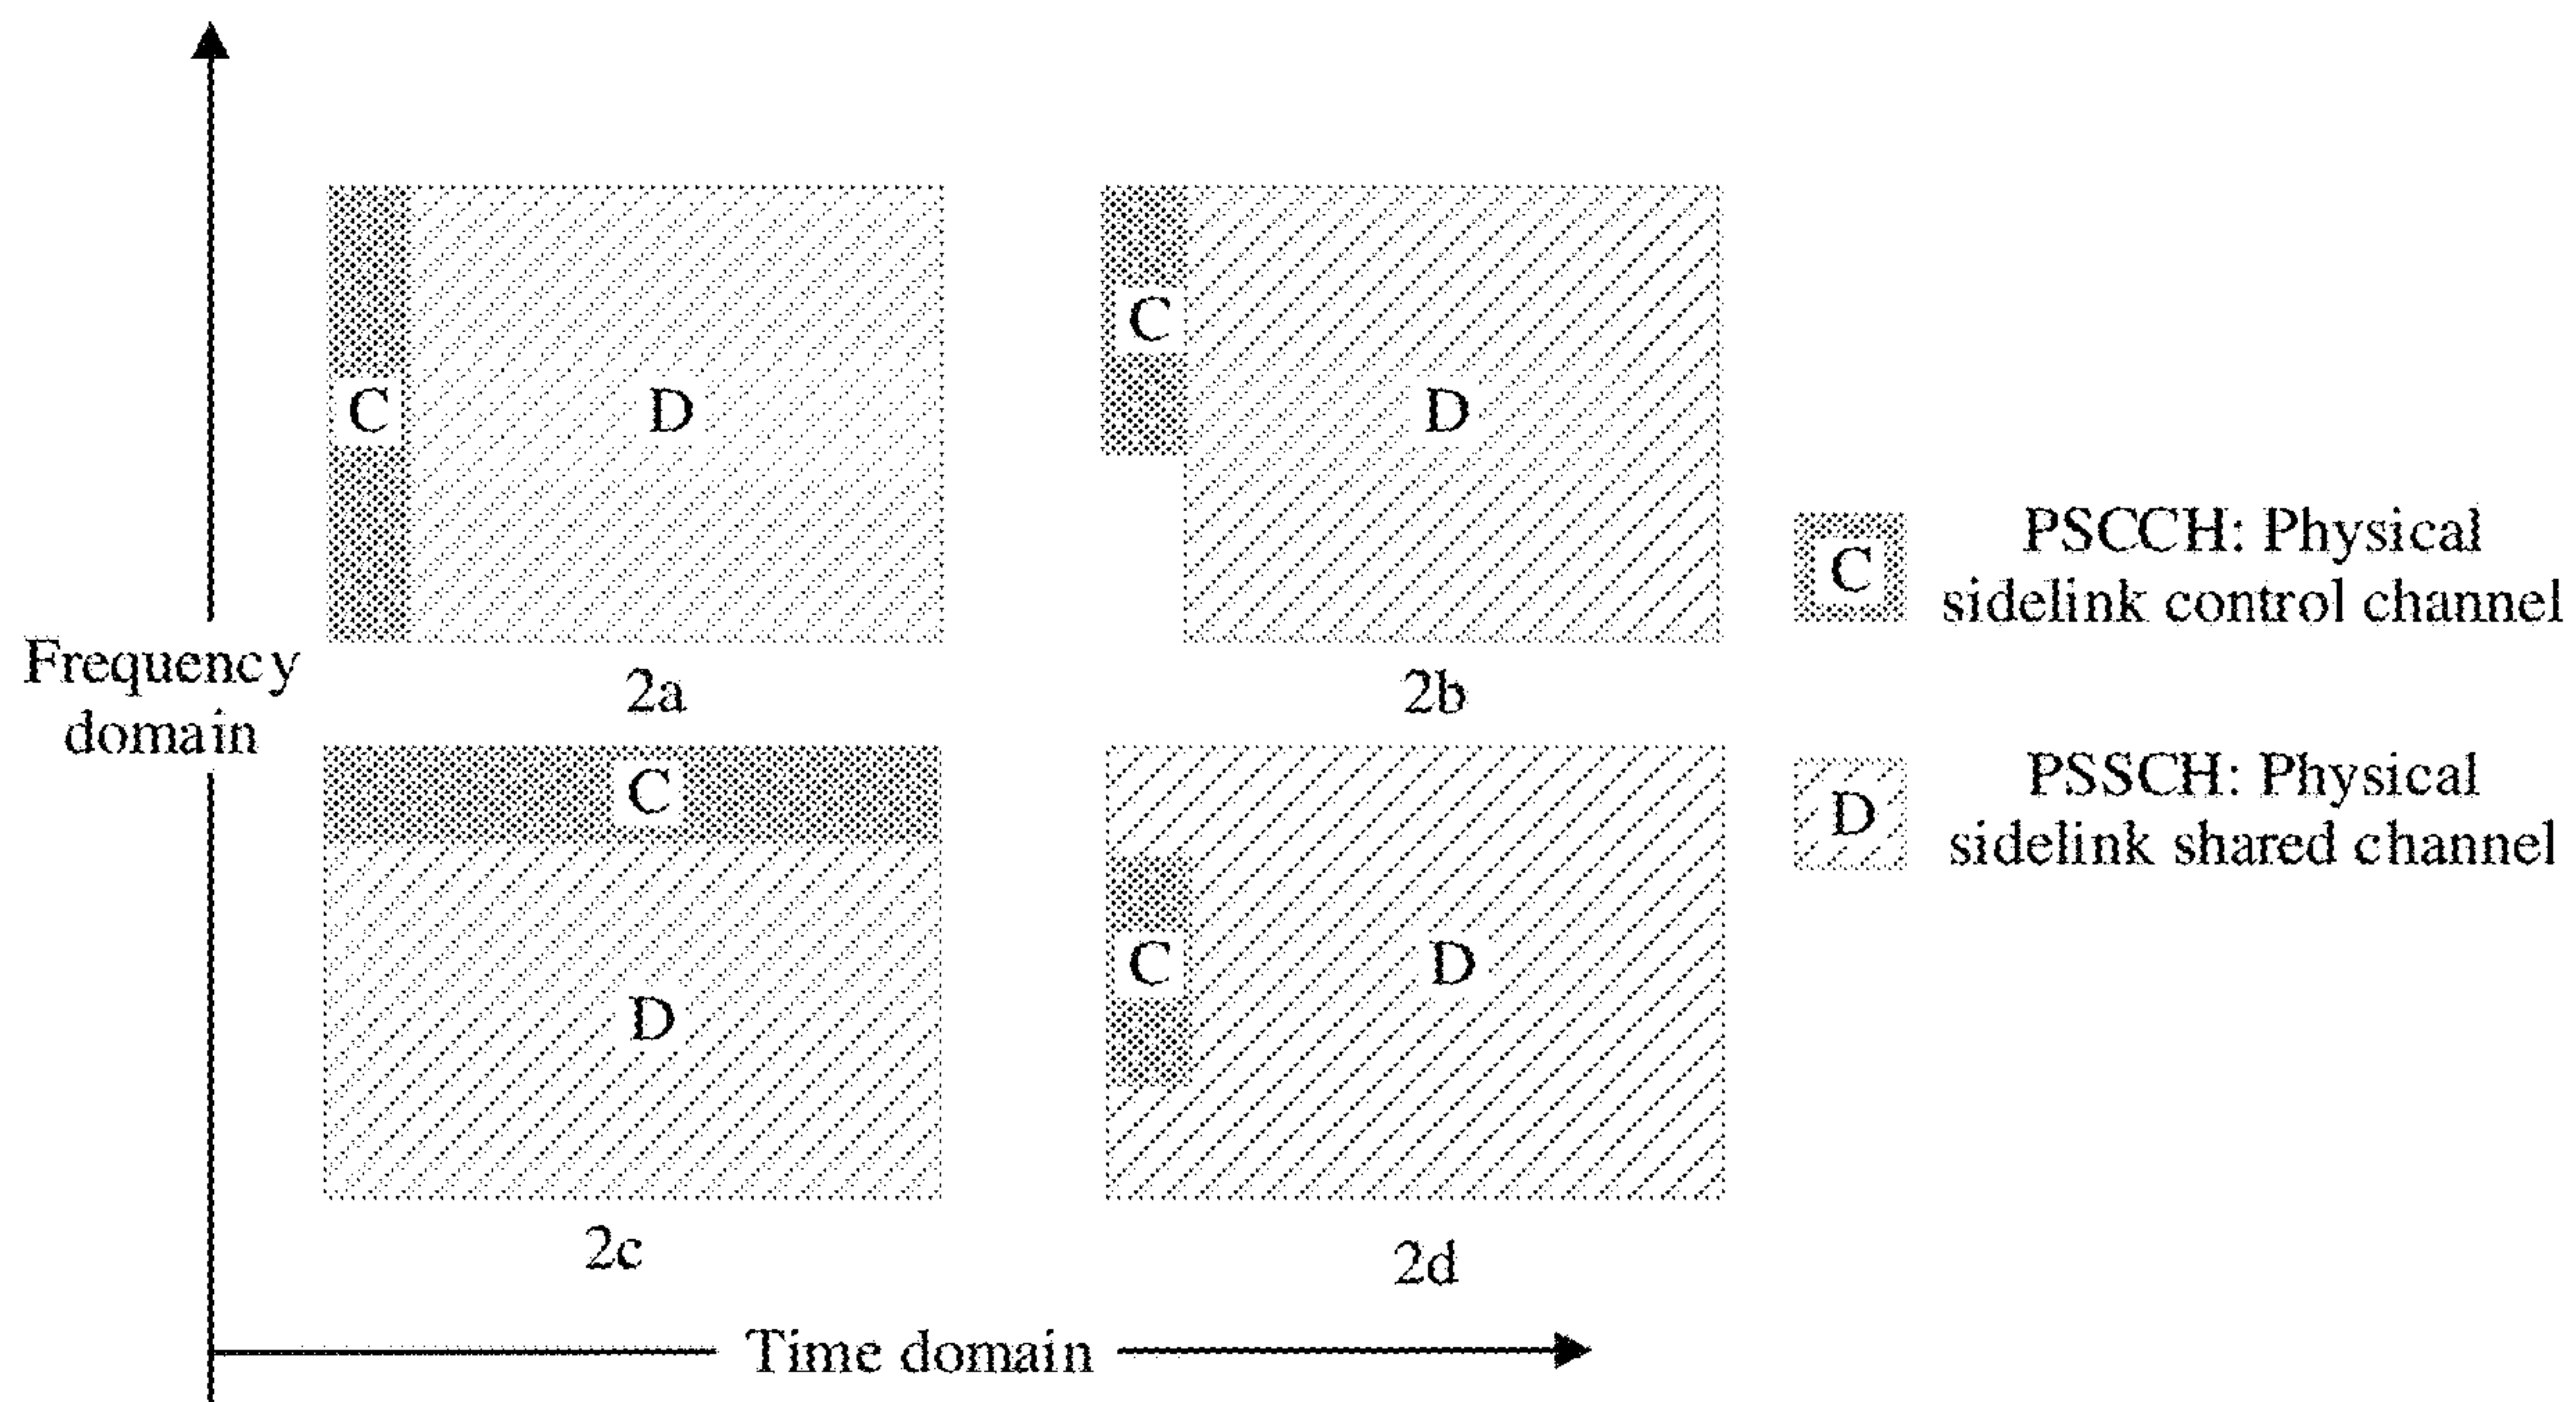 C
D
2a
C
D
2b
C
PSCCH: Physical
sidelink control channel
Frequency
domain
C
D
2c
C
D
2d
D
PSSCH: Physical
sidelink shared channel
Time domain